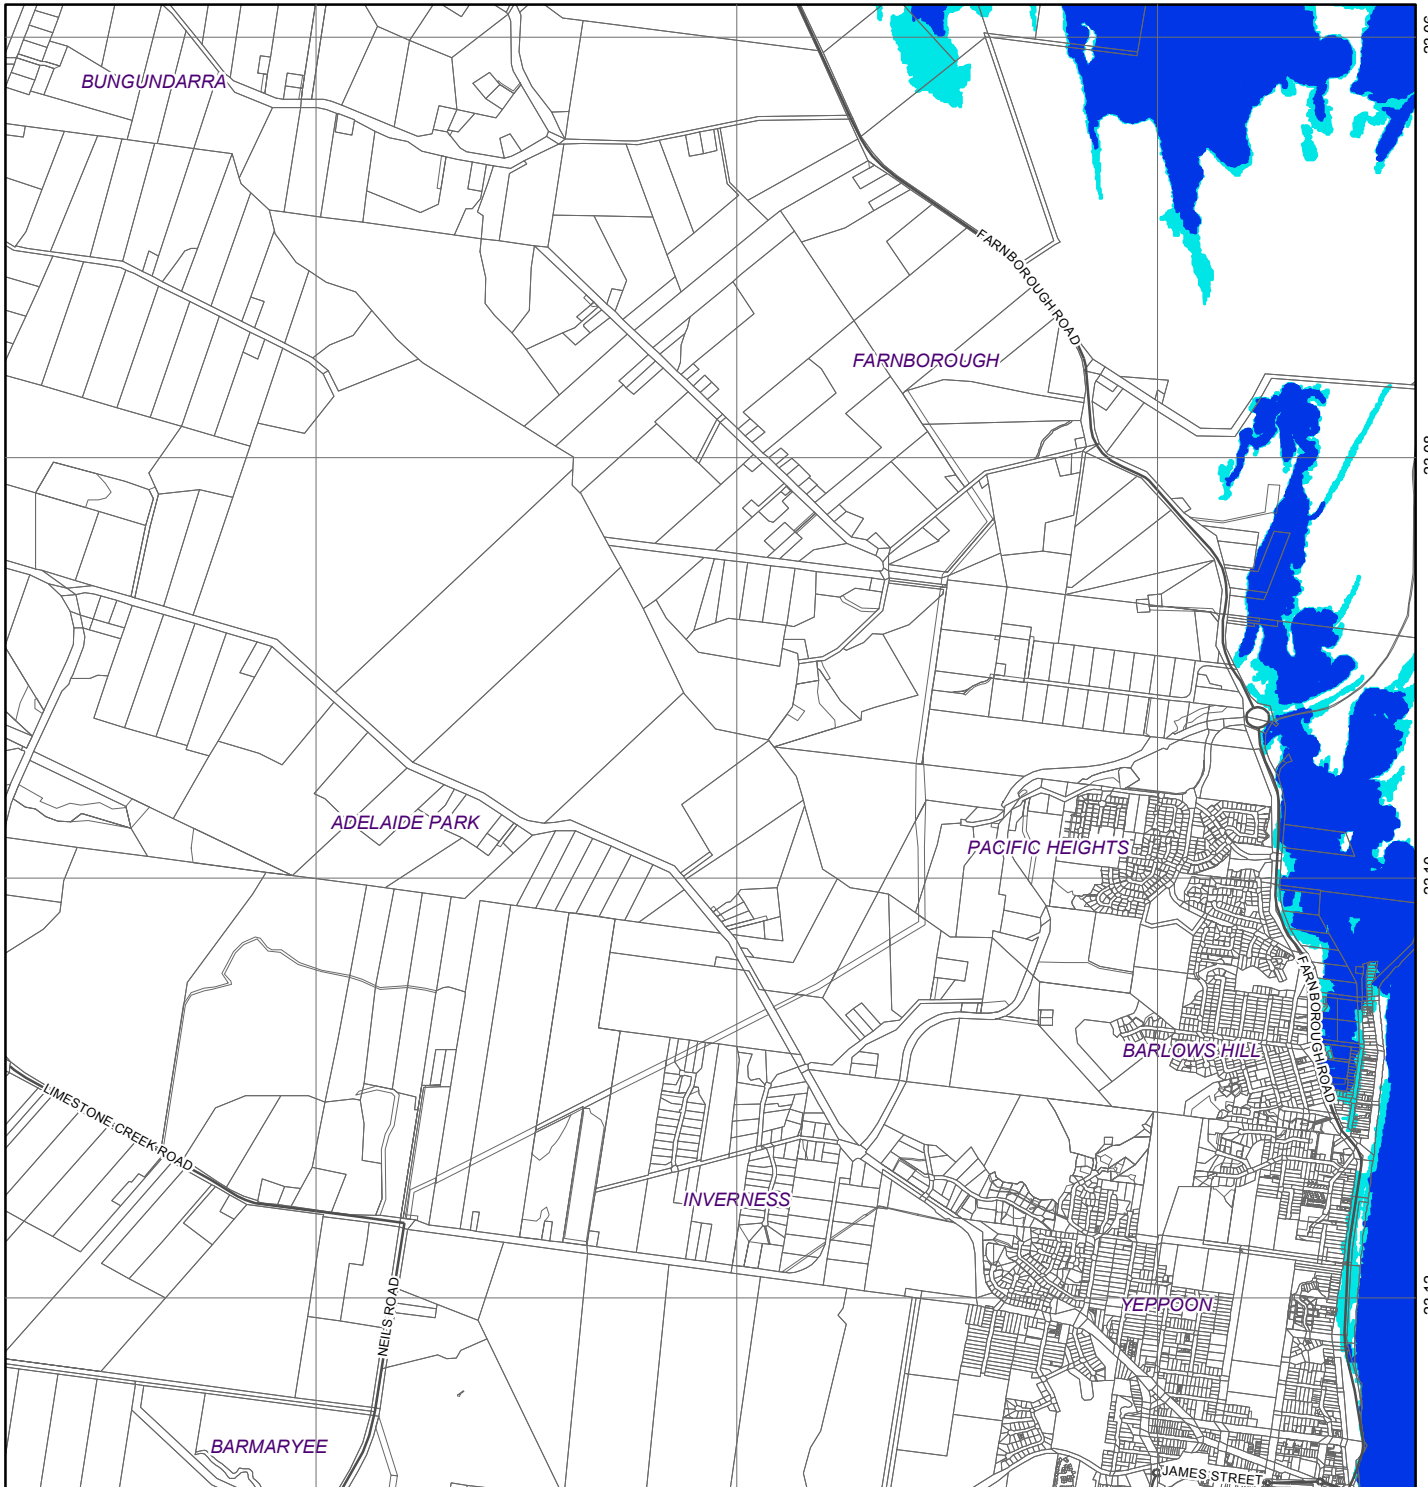 BUNGUNDARRA
FARNBOROUGH ROAD
FARNBOROUGH
ADELAIDE PARK
PACIFIC HEIGHTS
FARNBOROUGH ROAD
BARLOWS HILL
LIMESTONE CREEK ROAD
INVERNESS
NEILS ROAD
YEPPOON
BARMARYEE
JAMES STREET